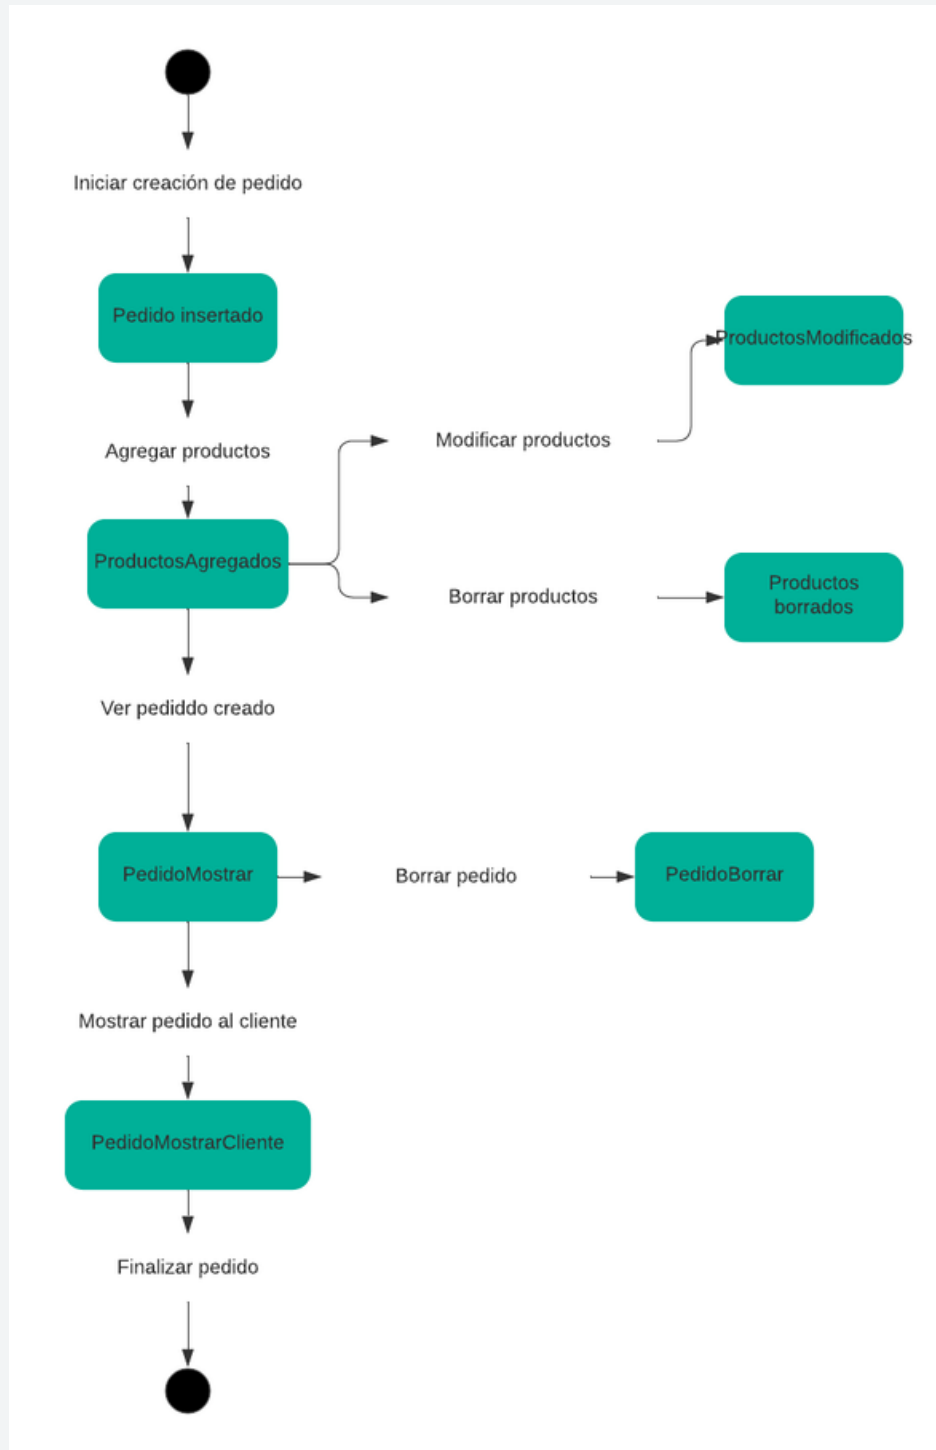 Iniciar creación de pedido
Pedido insertado
ProductosModificados
Modificar productos
Agregar productos
ProductosAgregados
Borrar productos
Productos
borrados
Ver pediddo creado
PedidoMostrar
Borrar pedido
PedidoBorrar
Mostrar pedido al cliente
PedidoMostrarCliente
Finalizar pedido